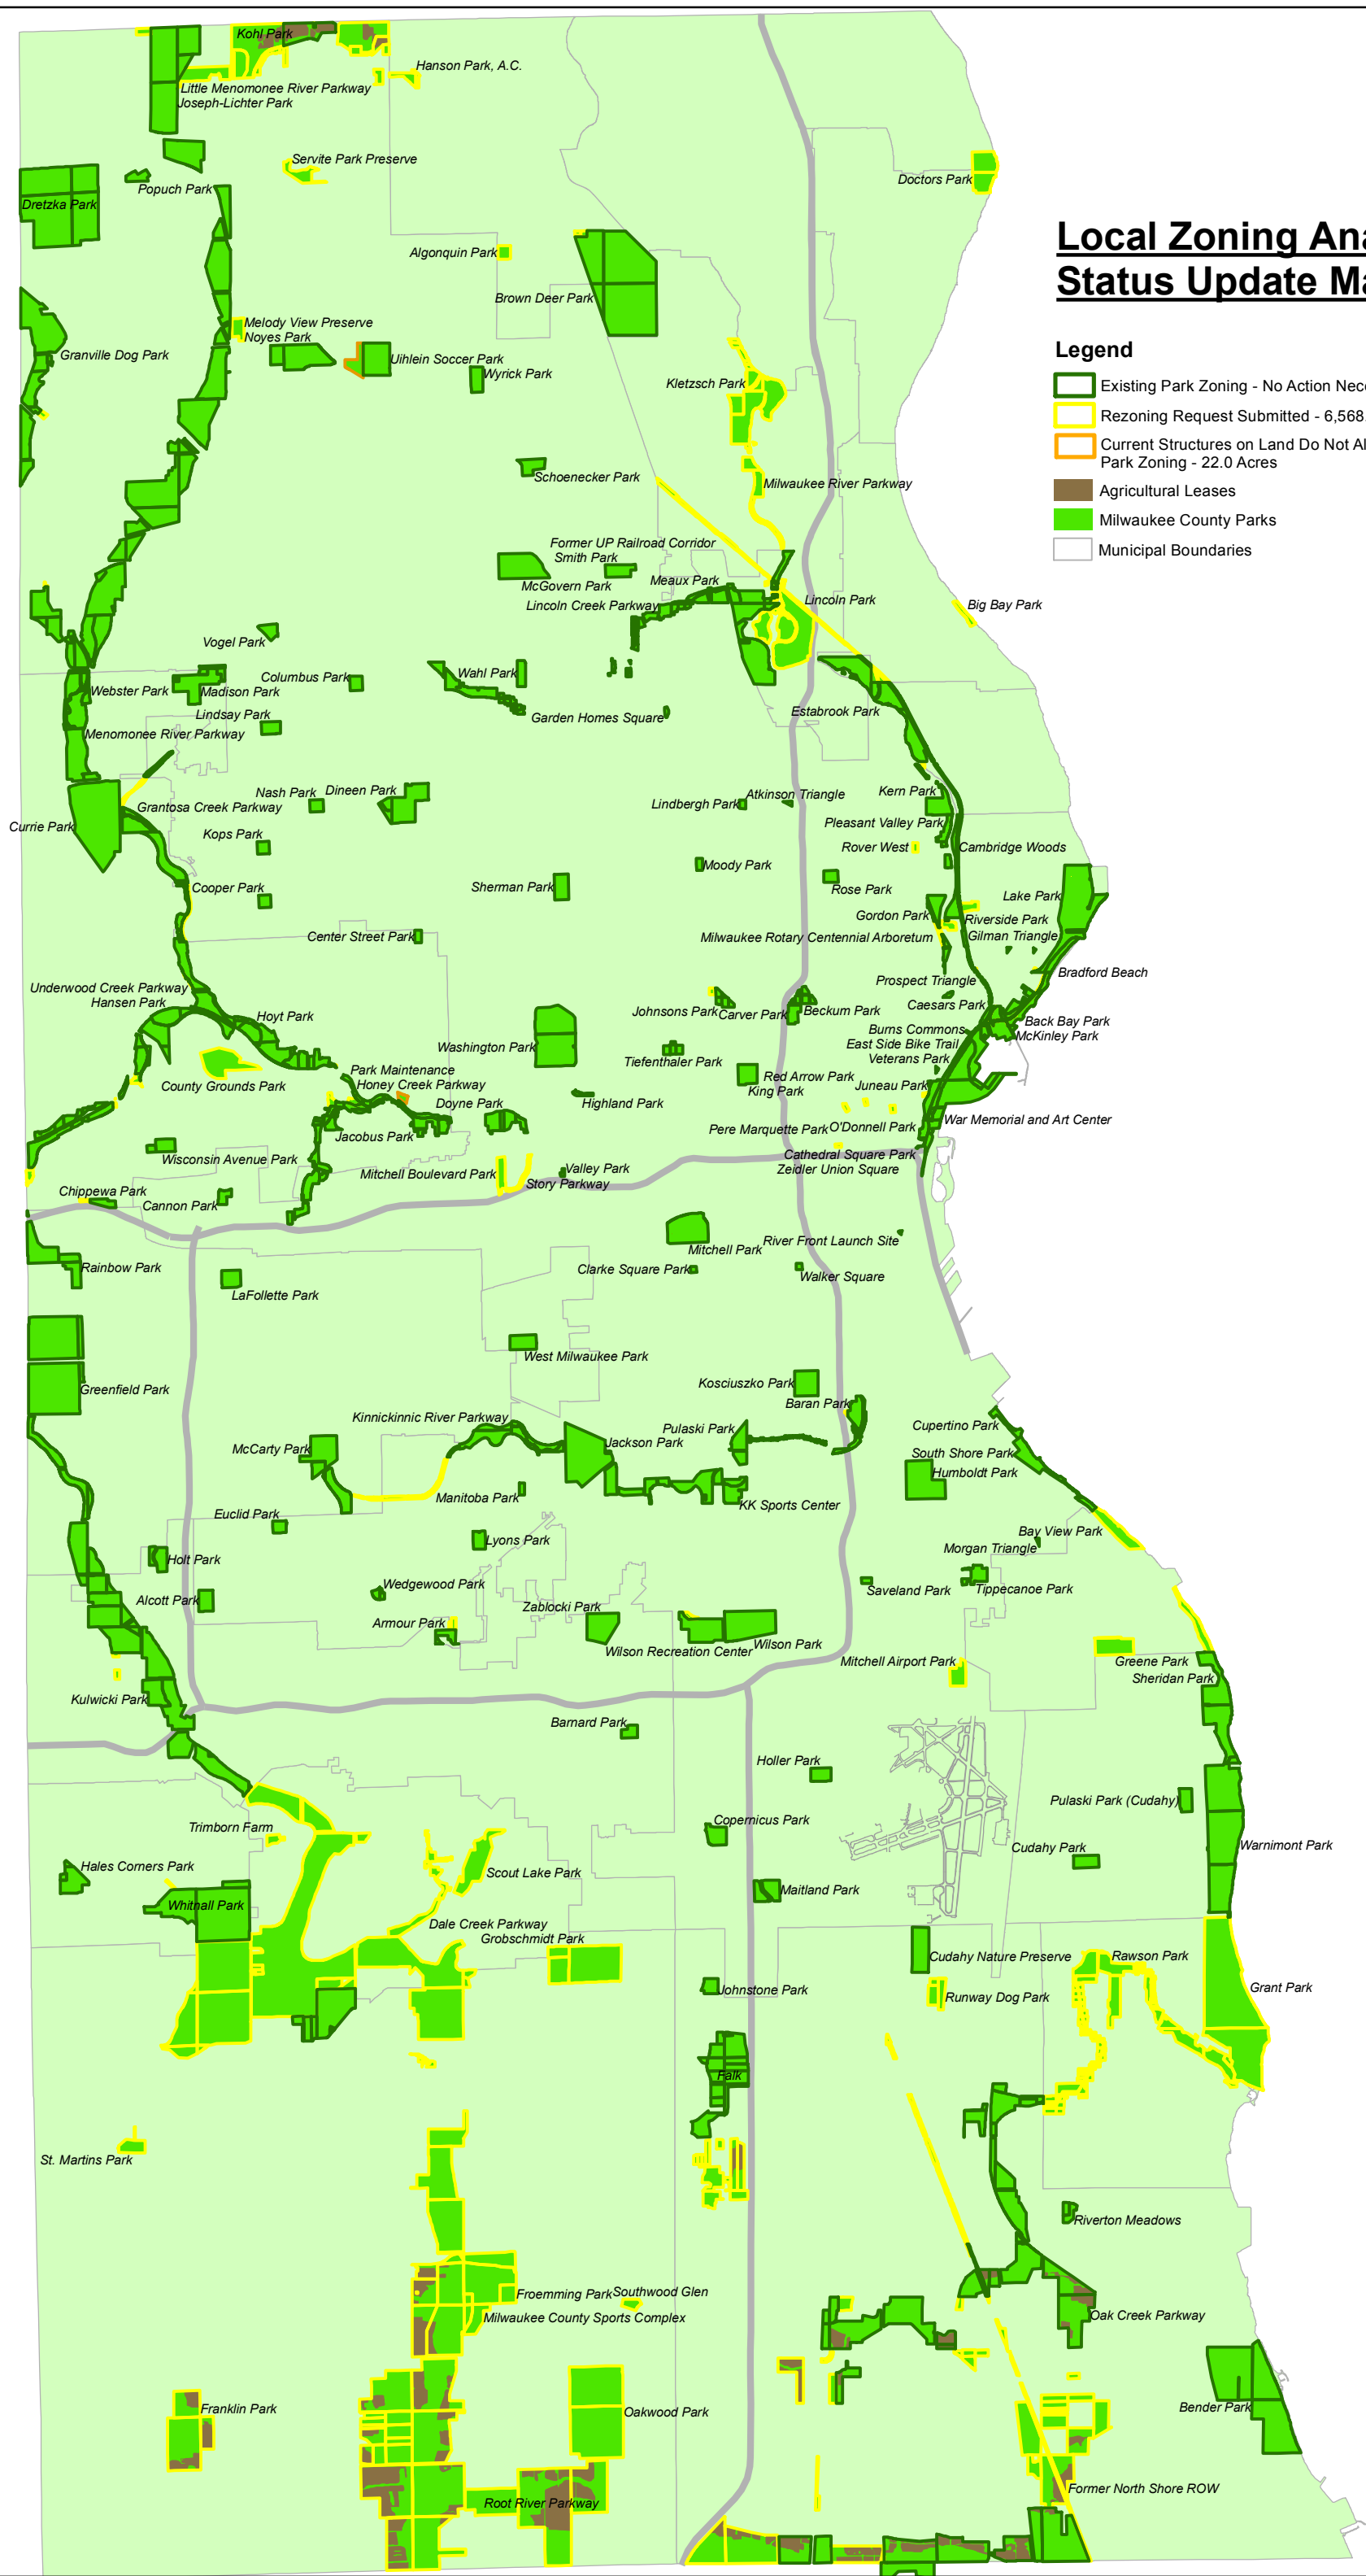 Kohl Park
Hanson Park, A.C.
Little Menomonee River Parkway
Joseph-Lichter Park
Servite Park Preserve
Doctors Park
Popuch Park
Dretzka Park
Local Zoning Ana
Status Update Ma
Algonquin Park
Brown Deer Park
Melody View Preserve
Noyes Park
Granville Dog Park
Uihlein Soccer Park
Wyrick Park
Kletzsch Park
Legend
Existing Park Zoning - No Action Nece
Rezoning Request Submitted - 6,568.
Current Structures on Land Do Not Al
Park Zoning - 22.0 Acres
Agricultural Leases
Milwaukee County Parks
Municipal Boundaries
Schoenecker Park
Milwaukee River Parkway
Former UP Railroad Corridor
Smith Park
McGovern Park
Meaux Park
Lincoln Creek Parkway
Lincoln Park
Big Bay Park
Vogel Park
Columbus Park
Wahl Park
Webster Park
Madison Park
Lindsay Park
Garden Homes Square
Estabrook Park
Menomonee River Parkway
Nash Park
Dineen Park
Grantosa Creek Parkway
Lindbergh Park
Atkinson Triangle
Kern Park
Currie Park
Kops Park
Pleasant Valley Park
Rover West
Cambridge Woods
Moody Park
Cooper Park
Sherman Park
Rose Park
Lake Park
Gordon Park
Riverside Park
Center Street Park
Milwaukee Rotary Centennial Arboretum
Gilman Triangle
Bradford Beach
Prospect Triangle
Underwood Creek Parkway
Hansen Park
Hoyt Park
Johnsons Park
Carver Park
Beckum Park
Caesars Park
Back Bay Park
McKinley Park
Burns Commons
East Side Bike Trail
Veterans Park
Washington Park
Tiefenthaler Park
Park Maintenance
Honey Creek Parkway
County Grounds Park
Red Arrow Park
King Park
Juneau Park
Doyne Park
Highland Park
War Memorial and Art Center
Jacobus Park
Pere Marquette Park
O'Donnell Park
Wisconsin Avenue Park
Cathedral Square Park
Zeidler Union Square
Mitchell Boulevard Park
Valley Park
Story Parkway
Chippewa Park
Cannon Park
River Front Launch Site
Mitchell Park
Rainbow Park
Clarke Square Park
Walker Square
LaFollette Park
West Milwaukee Park
Greenfield Park
Kosciuszko Park
Baran Park
Kinnickinnic River Parkway
Pulaski Park
Cupertino Park
McCarty Park
Jackson Park
South Shore Park
Humboldt Park
Manitoba Park
KK Sports Center
Euclid Park
Lyons Park
Bay View Park
Morgan Triangle
Holt Park
Wedgewood Park
Saveland Park
Tippecanoe Park
Alcott Park
Zablocki Park
Armour Park
Wilson Recreation Center
Wilson Park
Mitchell Airport Park
Greene Park
Sheridan Park
Kulwicki Park
Barnard Park
Holler Park
Pulaski Park (Cudahy)
Trimborn Farm
Copernicus Park
Cudahy Park
Warnimont Park
Hales Corners Park
Scout Lake Park
Maitland Park
Whitnall Park
Dale Creek Parkway
Grobschmidt Park
Cudahy Nature Preserve
Rawson Park
Johnstone Park
Runway Dog Park
Grant Park
Falk
St. Martins Park
Riverton Meadows
Froemming Park
Southwood Glen
Milwaukee County Sports Complex
Oak Creek Parkway
Franklin Park
Oakwood Park
Bender Park
Root River Parkway
Former North Shore ROW